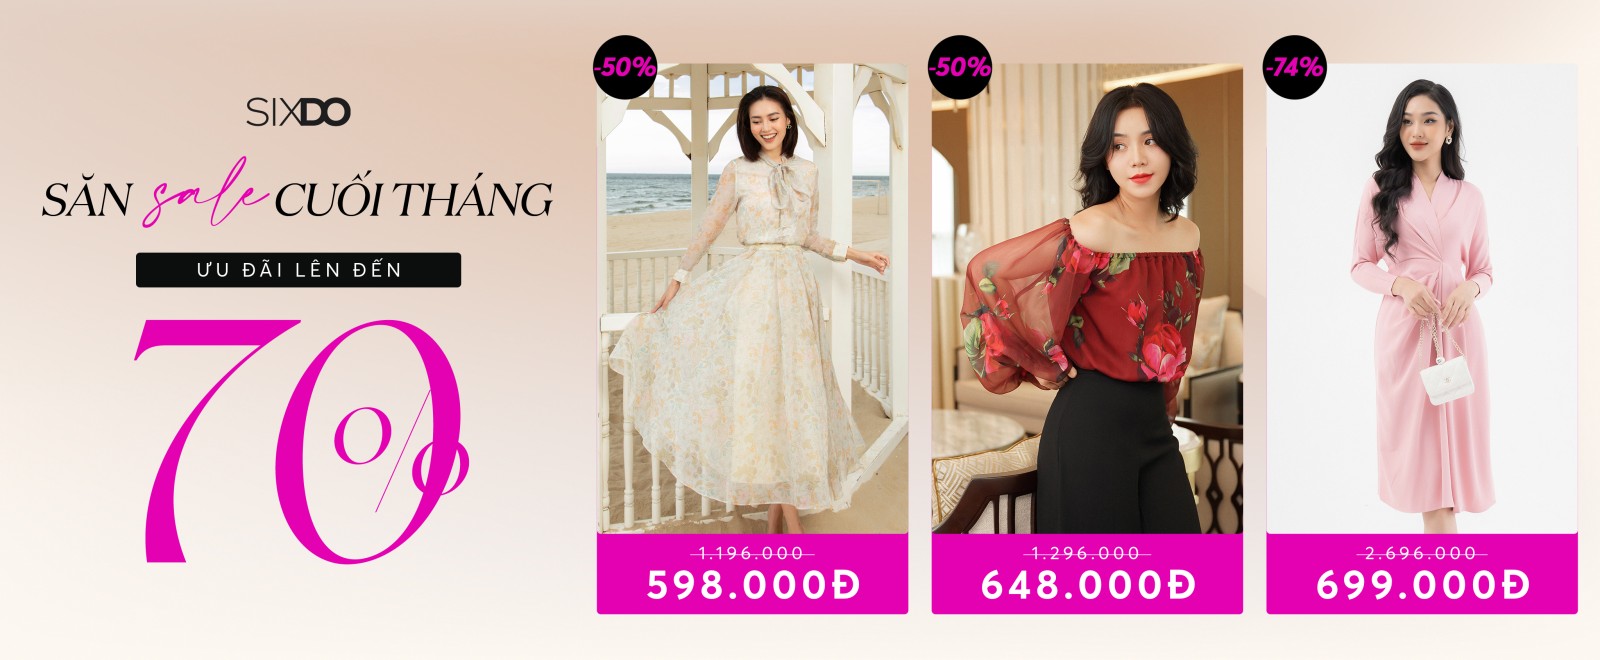 SIXDO
SĂN sale CUỐI THÁNG
ƯU ĐÃI LÊN ĐẾN
70%
-50%
1.196.000
598.000Đ
-50%
1.296.000
648.000Đ
-74%
2.696.000
699.000Đ